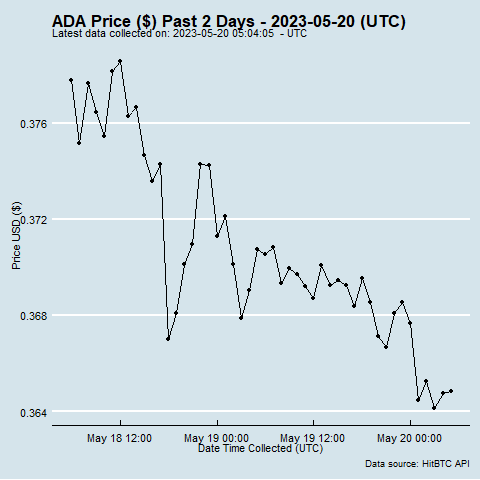 ADA Price ($) Past 2 Days - 2023-05-20 (UTC)
Latest data collected on: 2023-05-20 05:04:05 - UTC
0.376
0.372
0.368
0.364
Price USD ($)
May 18 12:00
May 19 00:00
May 19 12:00
May 20 00:00
Date Time Collected (UTC)
Data source: HitBTC API